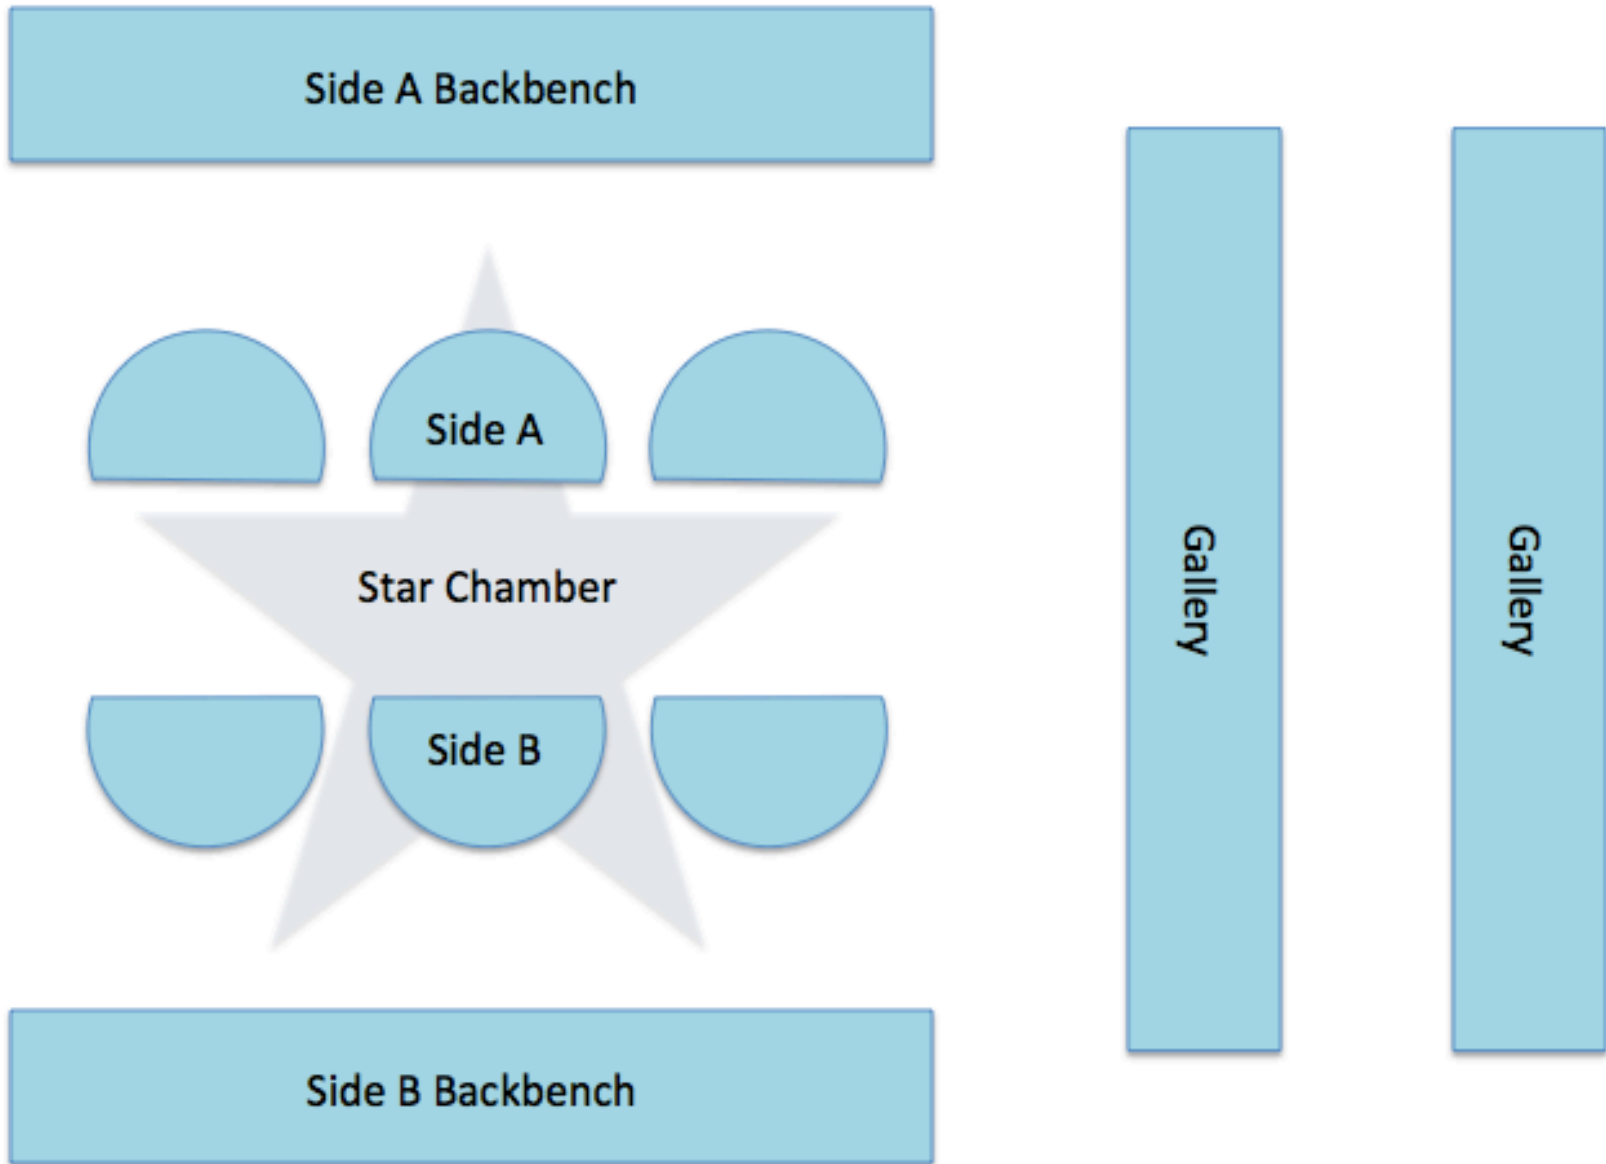 Side A Backbench
Side A
Star Chamber
Side B
Side B Backbench
Gallery
Gallery